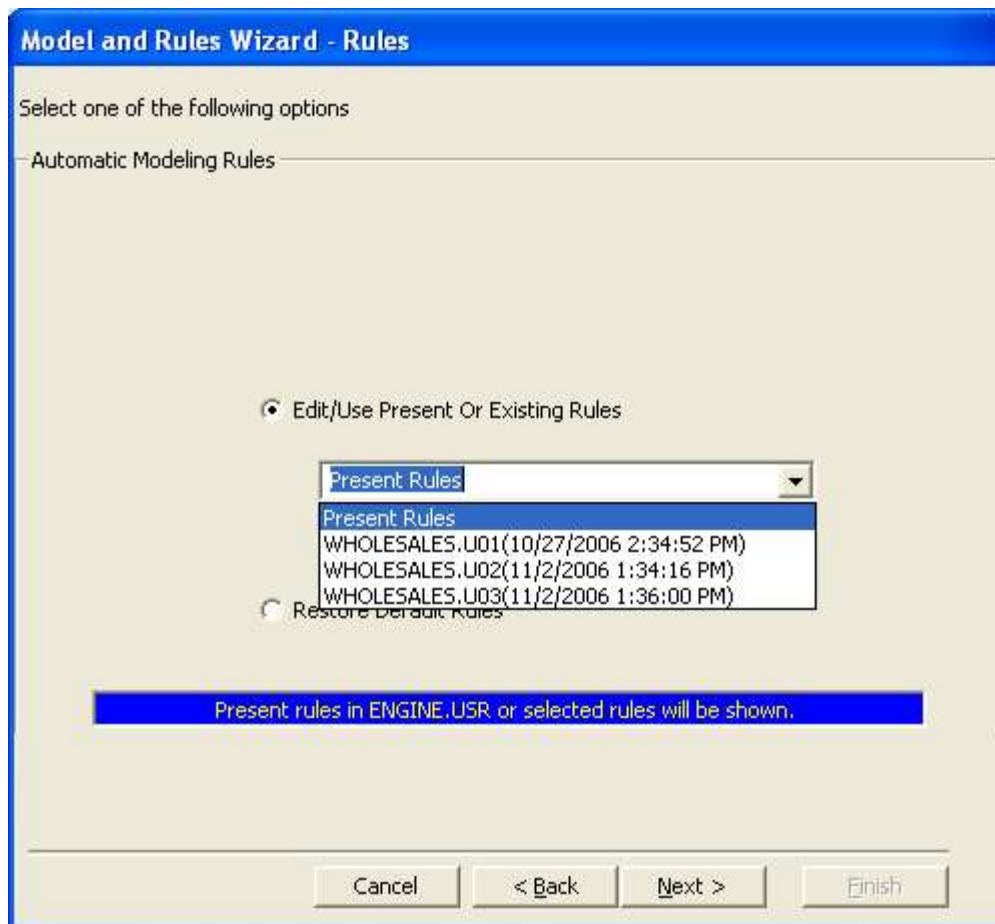 Model and Rules Wizard - Rules
Select one of the following options
Automatic Modeling Rules
Edit/Use Present Or Existing Rules
Present Rules
Present Rules
WHOLESALES.U01(10/27/2006 2:34:52 PM)
WHOLESALES.U02(11/2/2006 1:34:16 PM)
WHOLESALES.U03(11/2/2006 1:36:00 PM)
Restore Default Rules
Present rules in ENGINE.USR or selected rules will be shown.
Cancel
< Back
Next >
Finish